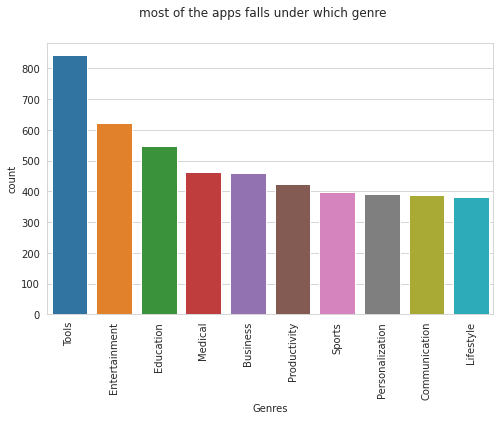 most of the apps falls under which genre
800
700
600
500
400
300
200
100
0
count
Tools
Entertainment
Education
Medical
Business
Productivity
Sports
Personalization
Communication
Lifestyle
Genres